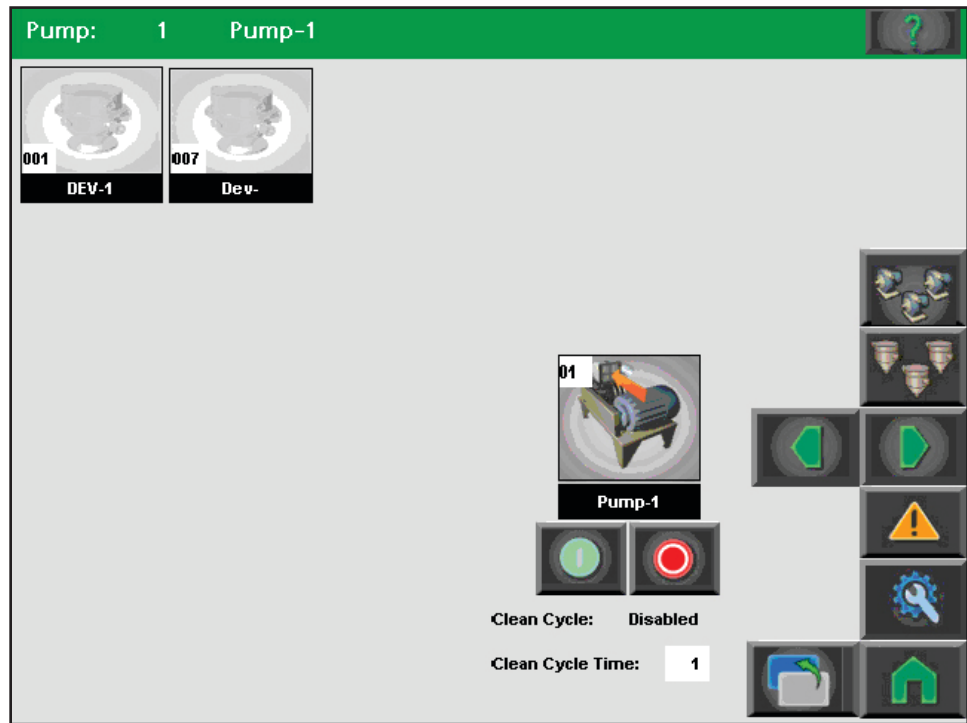 Pump: 1 Pump-1
001
007
DEV-1
Dev-
01
Pump-1
Clean Cycle: Disabled
Clean Cycle Time: 1